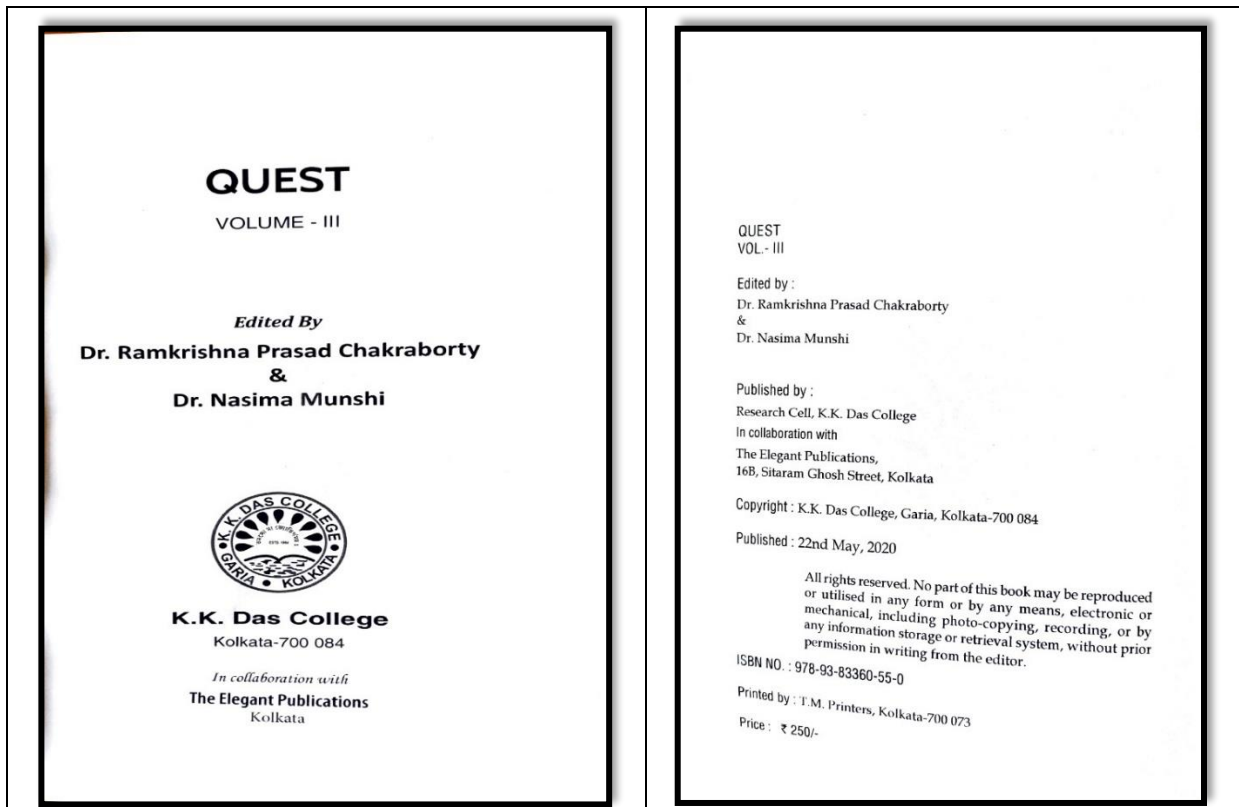 QUEST
VOLUME - III
Edited By
Dr. Ramkrishna Prasad Chakraborty
&
Dr. Nasima Munshi
K. K. DAS COLLEGE
GARIA • KOLKATA
K.K. Das College
Kolkata-700 084
In collaboration with
The Elegant Publications
Kolkata
QUEST
VOL.- III
Edited by :
Dr. Ramkrishna Prasad Chakraborty
&
Dr. Nasima Munshi
Published by :
Research Cell, K.K. Das College
In collaboration with
The Elegant Publications,
16B, Sitaram Ghosh Street, Kolkata
Copyright : K.K. Das College, Garia, Kolkata-700 084
Published : 22nd May, 2020
All rights reserved. No part of this book may be reproduced
or utilised in any form or by any means, electronic or
mechanical, including photo-copying, recording, or by
any information storage or retrieval system, without prior
permission in writing from the editor.
ISBN NO. : 978-93-83360-55-0
Printed by : T.M. Printers, Kolkata-700 073
Price : ₹ 250/-